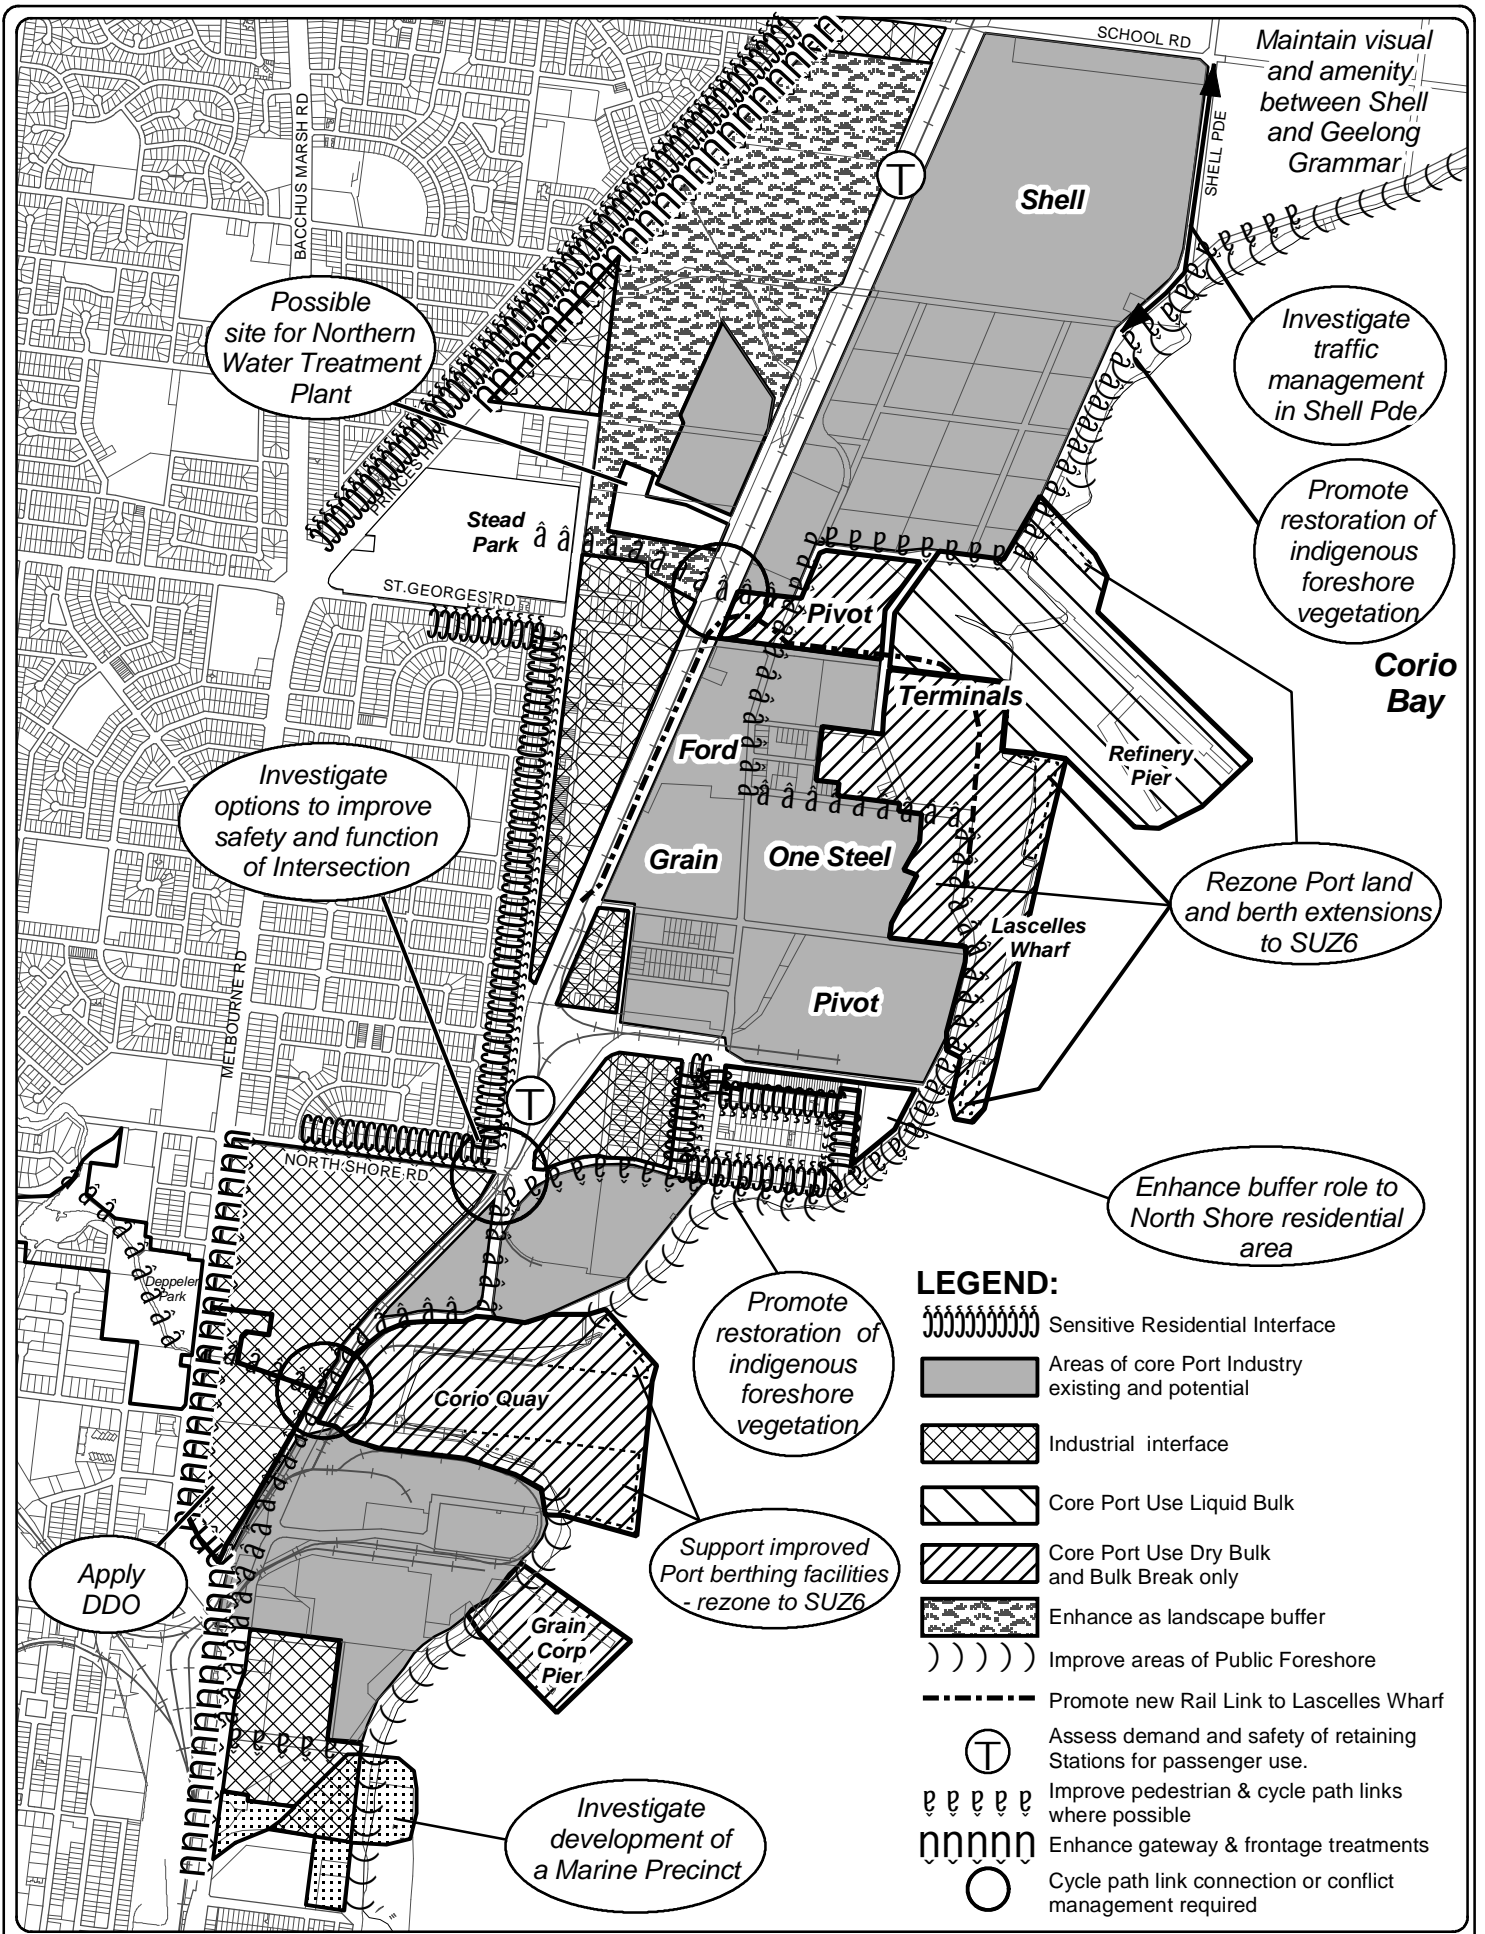 SCHOOL RD
Maintain visual
and amenity
between Shell
and Geelong
Grammar
SHELL PDE
BACCHUS MARSH RD
T
Shell
Possible
site for Northern
Water Treatment
Plant
Investigate
traffic
management
in Shell Pde
PRINCES HWY
Stead
Park
Promote
restoration of
indigenous
foreshore
vegetation
ST.GEORGES RD
Pivot
Corio
Bay
Terminals
Ford
Refinery
Pier
Investigate
options to improve
safety and function
of Intersection
Grain
One Steel
Rezone Port land
and berth extensions
to SUZ6
Lascelles
Wharf
MELBOURNE RD
Pivot
T
NORTH SHORE RD
Enhance buffer role to
North Shore residential
area
Deppeler
Park
Promote
restoration of
indigenous
foreshore
vegetation
Corio Quay
Support improved
Port berthing facilities
- rezone to SUZ6
Apply
DDO
Grain
Corp
Pier
Investigate
development of
a Marine Precinct
LEGEND:
Sensitive Residential Interface
Areas of core Port Industry
existing and potential
Industrial interface
Core Port Use Liquid Bulk
Core Port Use Dry Bulk
and Bulk Break only
Enhance as landscape buffer
Improve areas of Public Foreshore
Promote new Rail Link to Lascelles Wharf
T
Assess demand and safety of retaining
Stations for passenger use.
Improve pedestrian & cycle path links
where possible
Enhance gateway & frontage treatments
Cycle path link connection or conflict
management required